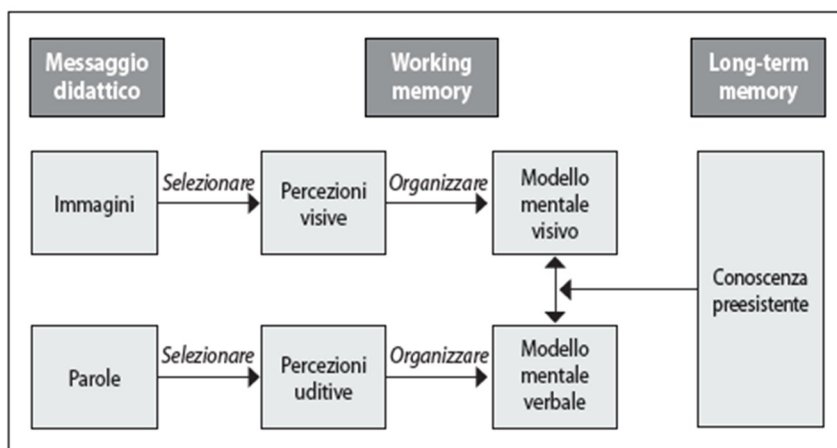 Messaggio
didattico
Working
memory
Long-term
memory
Immagini
Selezionare
Percezioni
visive
Organizzare
Modello
mentale
visivo
Conoscenza
preesistente
Parole
Selezionare
Percezioni
uditive
Organizzare
Modello
mentale
verbale